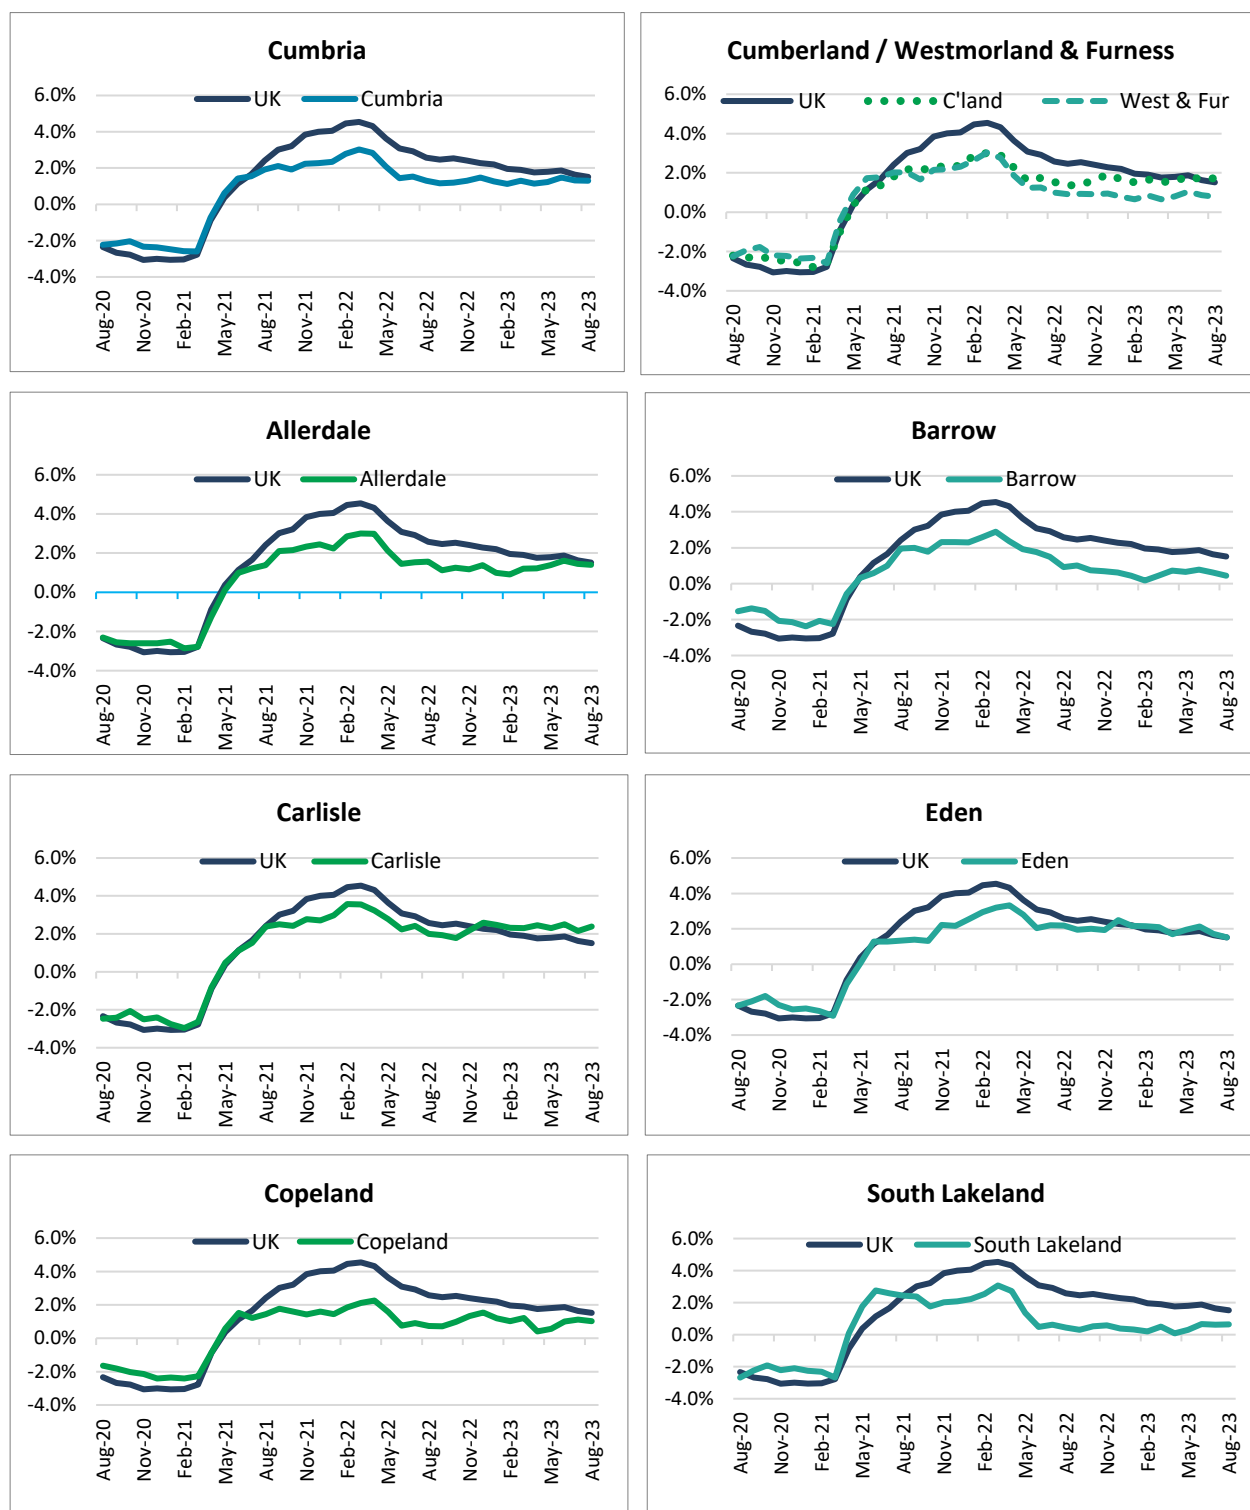 Cumbria
UK Cumbria
6.0%
4.0%
2.0%
0.0%
-2.0%
-4.0%
Aug-20 Nov-20 Feb-21 May-21 Aug-21 Nov-21 Feb-22 May-22 Aug-22 Nov-22 Feb-23 May-23 Aug-23
Cumberland / Westmorland & Furness
UK C'land West & Fur
6.0%
4.0%
2.0%
0.0%
-2.0%
-4.0%
Aug-20 Nov-20 Feb-21 May-21 Aug-21 Nov-21 Feb-22 May-22 Aug-22 Nov-22 Feb-23 May-23 Aug-23
Allerdale
UK Allerdale
6.0%
4.0%
2.0%
0.0%
-2.0%
-4.0%
Aug-20 Nov-20 Feb-21 May-21 Aug-21 Nov-21 Feb-22 May-22 Aug-22 Nov-22 Feb-23 May-23 Aug-23
Barrow
UK Barrow
6.0%
4.0%
2.0%
0.0%
-2.0%
-4.0%
Aug-20 Nov-20 Feb-21 May-21 Aug-21 Nov-21 Feb-22 May-22 Aug-22 Nov-22 Feb-23 May-23 Aug-23
Carlisle
UK Carlisle
6.0%
4.0%
2.0%
0.0%
-2.0%
-4.0%
Aug-20 Nov-20 Feb-21 May-21 Aug-21 Nov-21 Feb-22 May-22 Aug-22 Nov-22 Feb-23 May-23 Aug-23
Eden
UK Eden
6.0%
4.0%
2.0%
0.0%
-2.0%
-4.0%
Aug-20 Nov-20 Feb-21 May-21 Aug-21 Nov-21 Feb-22 May-22 Aug-22 Nov-22 Feb-23 May-23 Aug-23
Copeland
UK Copeland
6.0%
4.0%
2.0%
0.0%
-2.0%
-4.0%
Aug-20 Nov-20 Feb-21 May-21 Aug-21 Nov-21 Feb-22 May-22 Aug-22 Nov-22 Feb-23 May-23 Aug-23
South Lakeland
UK South Lakeland
6.0%
4.0%
2.0%
0.0%
-2.0%
-4.0%
Aug-20 Nov-20 Feb-21 May-21 Aug-21 Nov-21 Feb-22 May-22 Aug-22 Nov-22 Feb-23 May-23 Aug-23